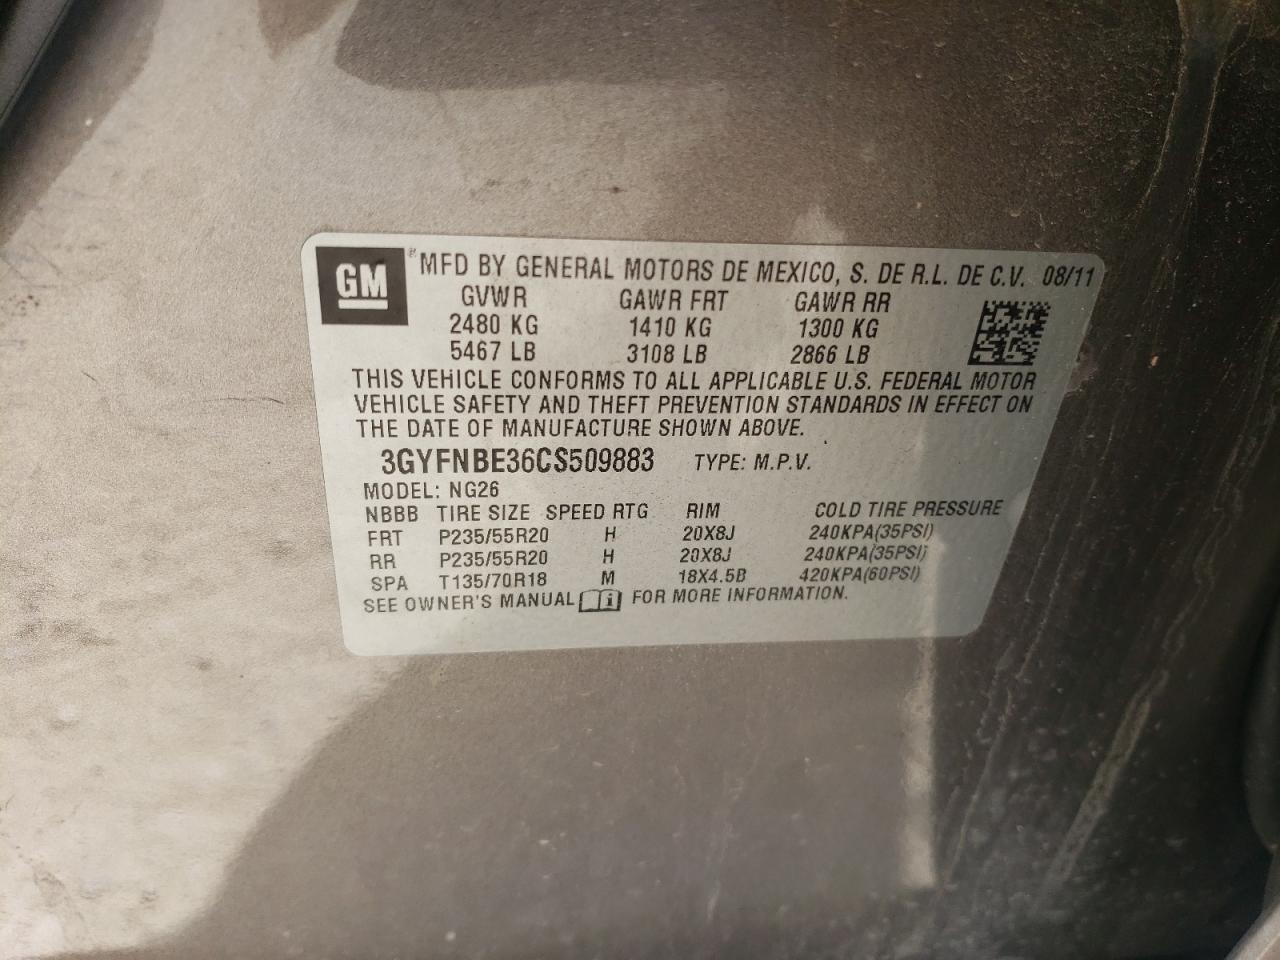 GM ® MFD BY GENERAL MOTORS DE MEXICO, S. DE R.L. DE C.V. 08/11
GVWR GAWR FRT GAWR RR
2480 KG 1410 KG 1300 KG
5467 LB 3108 LB 2866 LB
THIS VEHICLE CONFORMS TO ALL APPLICABLE U.S. FEDERAL MOTOR
VEHICLE SAFETY AND THEFT PREVENTION STANDARDS IN EFFECT ON
THE DATE OF MANUFACTURE SHOWN ABOVE.
3GYFNBE36CS509883 TYPE: M.P.V.
MODEL: NG26
NBBB TIRE SIZE SPEED RTG RIM COLD TIRE PRESSURE
FRT P235/55R20 H 20X8J 240KPA(35PSI)
RR P235/55R20 H 20X8J 240KPA(35PSI)
SPA T135/70R18 M 18X4.5B 420KPA(60PSI)
SEE OWNER'S MANUAL i FOR MORE INFORMATION.